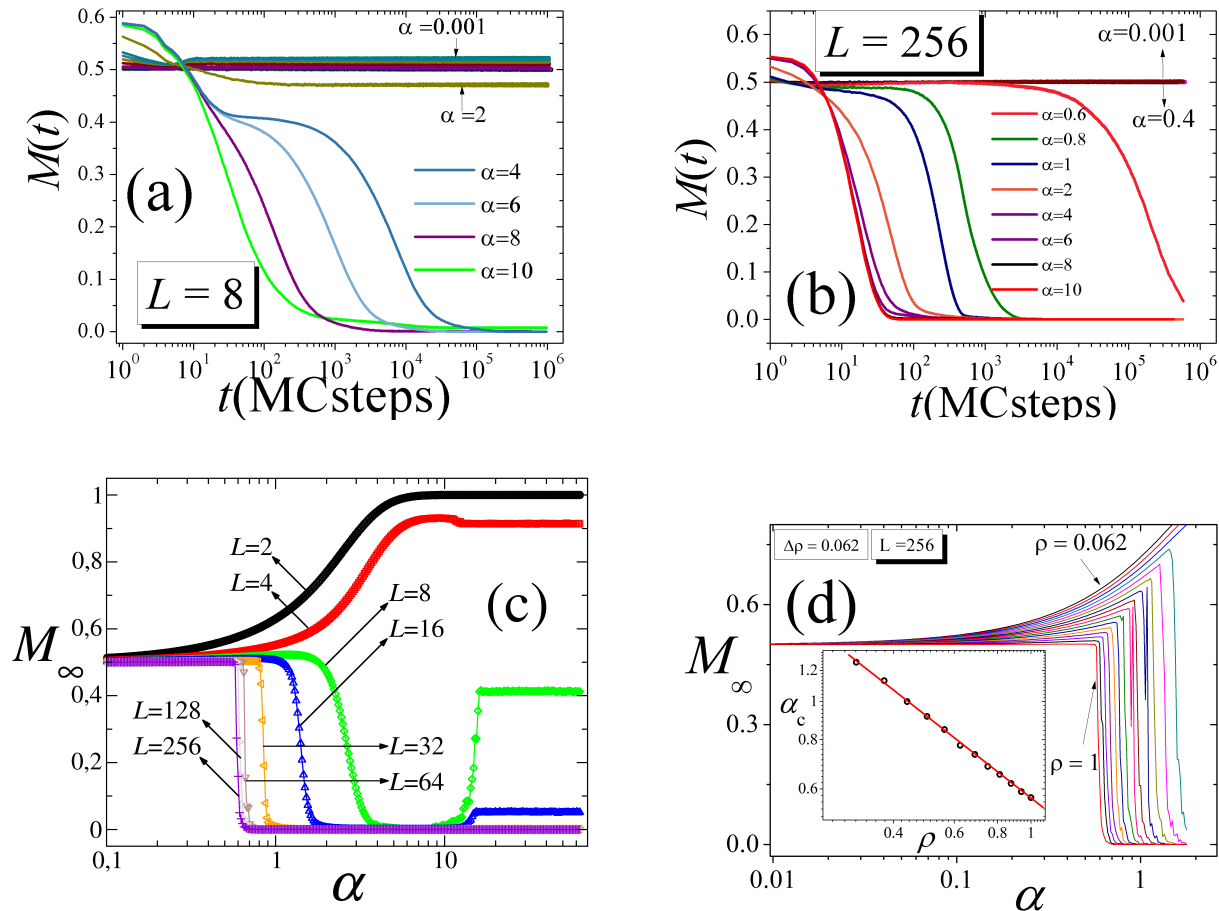 0.6
0.5
0.4
0.3
0.2
0.1
0.0
M(t)
α =0.001
α =2
(a)
α=4
α=6
α=8
α=10
L = 8
10^0 10^1 10^2 10^3 10^4 10^5 10^6
t(MCsteps)
0.6
0.5
0.4
0.3
0.2
0.1
0.0
M(t)
L = 256
α=0.001
α=0.4
α=0.6
α=0.8
α=1
α=2
α=4
α=6
α=8
α=10
(b)
10^0 10^1 10^2 10^3 10^4 10^5 10^6
t(MCsteps)
1
0,8
0,6
0,4
0,2
0
M∞
L=2
L=4
L=8
L=16
(c)
L=128
L=256
L=32
L=64
0,1 1 10
α
Δρ = 0.062
L =256
ρ = 0.062
(d)
0.6
0.3
0.0
M∞
1.2
1
0.8
0.6
αc
0.4 0.6 0.8 1
ρ
ρ = 1
0.01 0.1 1
α